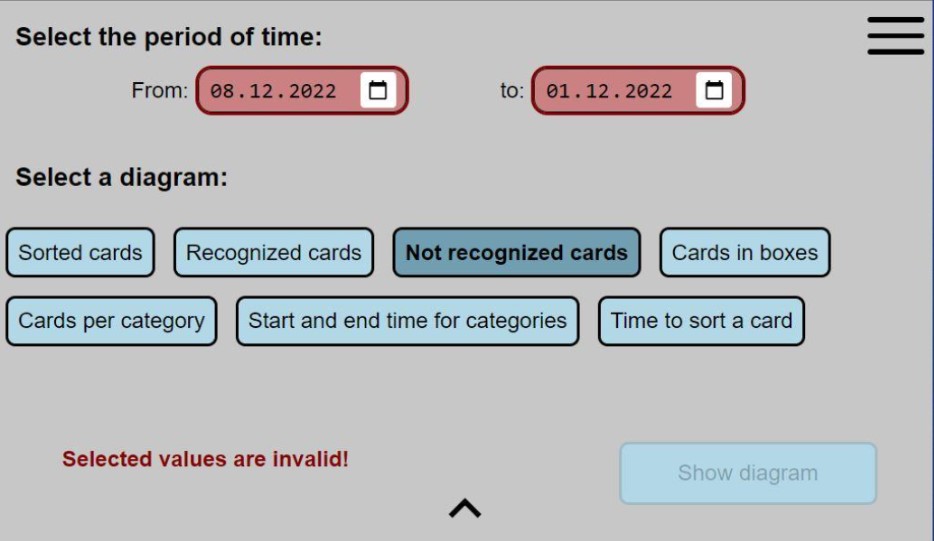 Select the period of time:
From: 08.12.2022 to: 01.12.2022
Select a diagram:
Sorted cards Recognized cards Not recognized cards Cards in boxes
Cards per category Start and end time for categories Time to sort a card
Selected values are invalid!
Show diagram